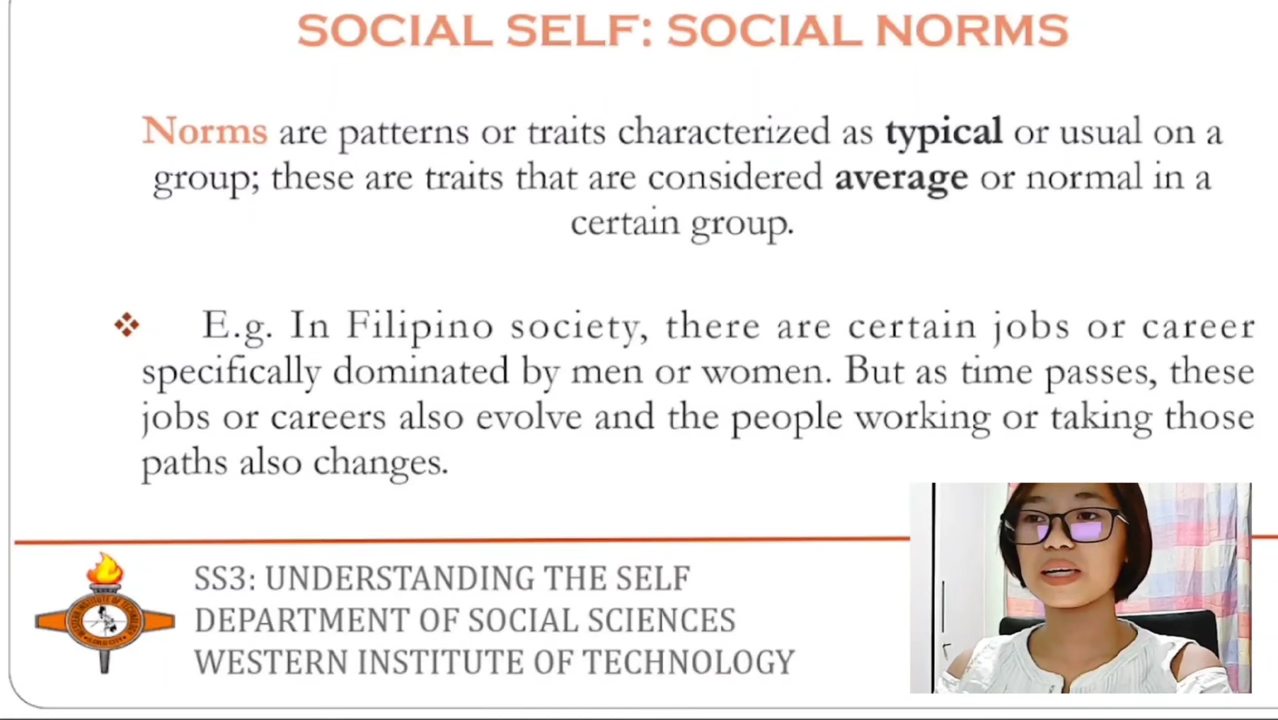 SOCIAL SELF: SOCIAL NORMS
Norms are patterns or traits characterized as typical or usual on a
group; these are traits that are considered average or normal in a
certain group.
❖ E.g. In Filipino society, there are certain jobs or career
specifically dominated by men or women. But as time passes, these
jobs or careers also evolve and the people working or taking those
paths also changes.
SS3: UNDERSTANDING THE SELF
DEPARTMENT OF SOCIAL SCIENCES
WESTERN INSTITUTE OF TECHNOLOGY